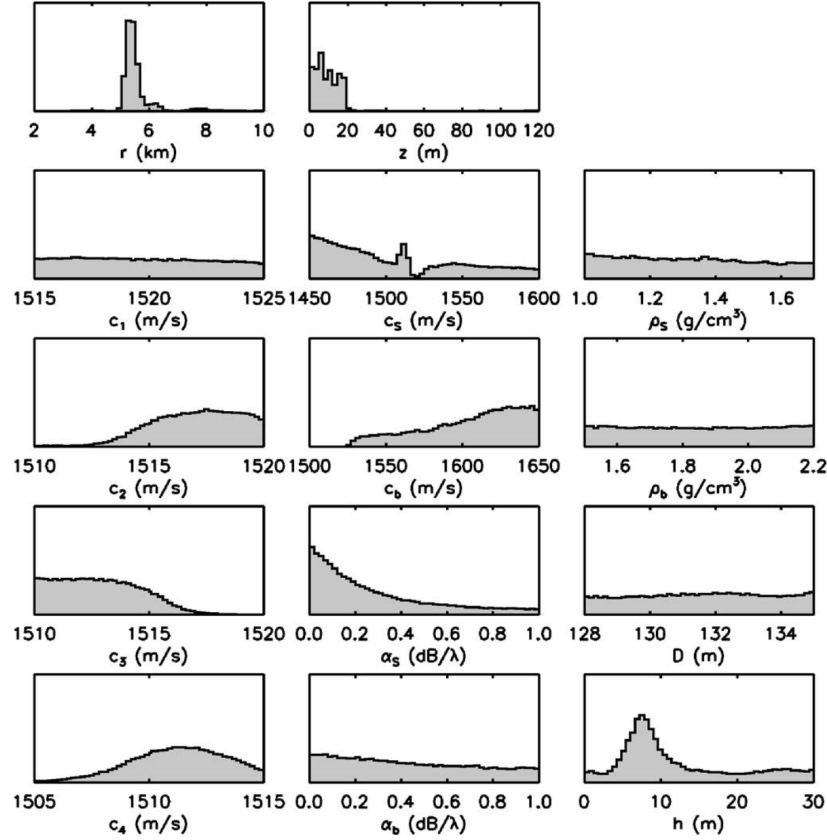 2 4 6 8 10 0 20 40 60 80 100 120
r (km) z (m)
1515 1520 1525 1450 1500 1550 1600 1.0 1.2 1.4 1.6
c₁ (m/s) c_S (m/s) ρ_S (g/cm³)
1510 1515 1520 1500 1550 1600 1650 1.6 1.8 2.0 2.2
c₂ (m/s) c_b (m/s) ρ_b (g/cm³)
1510 1515 1520 0.0 0.2 0.4 0.6 0.8 1.0 128 130 132 134
c₃ (m/s) α_S (dB/λ) D (m)
1505 1510 1515 0.0 0.2 0.4 0.6 0.8 1.0 0 10 20 30
c₄ (m/s) α_b (dB/λ) h (m)